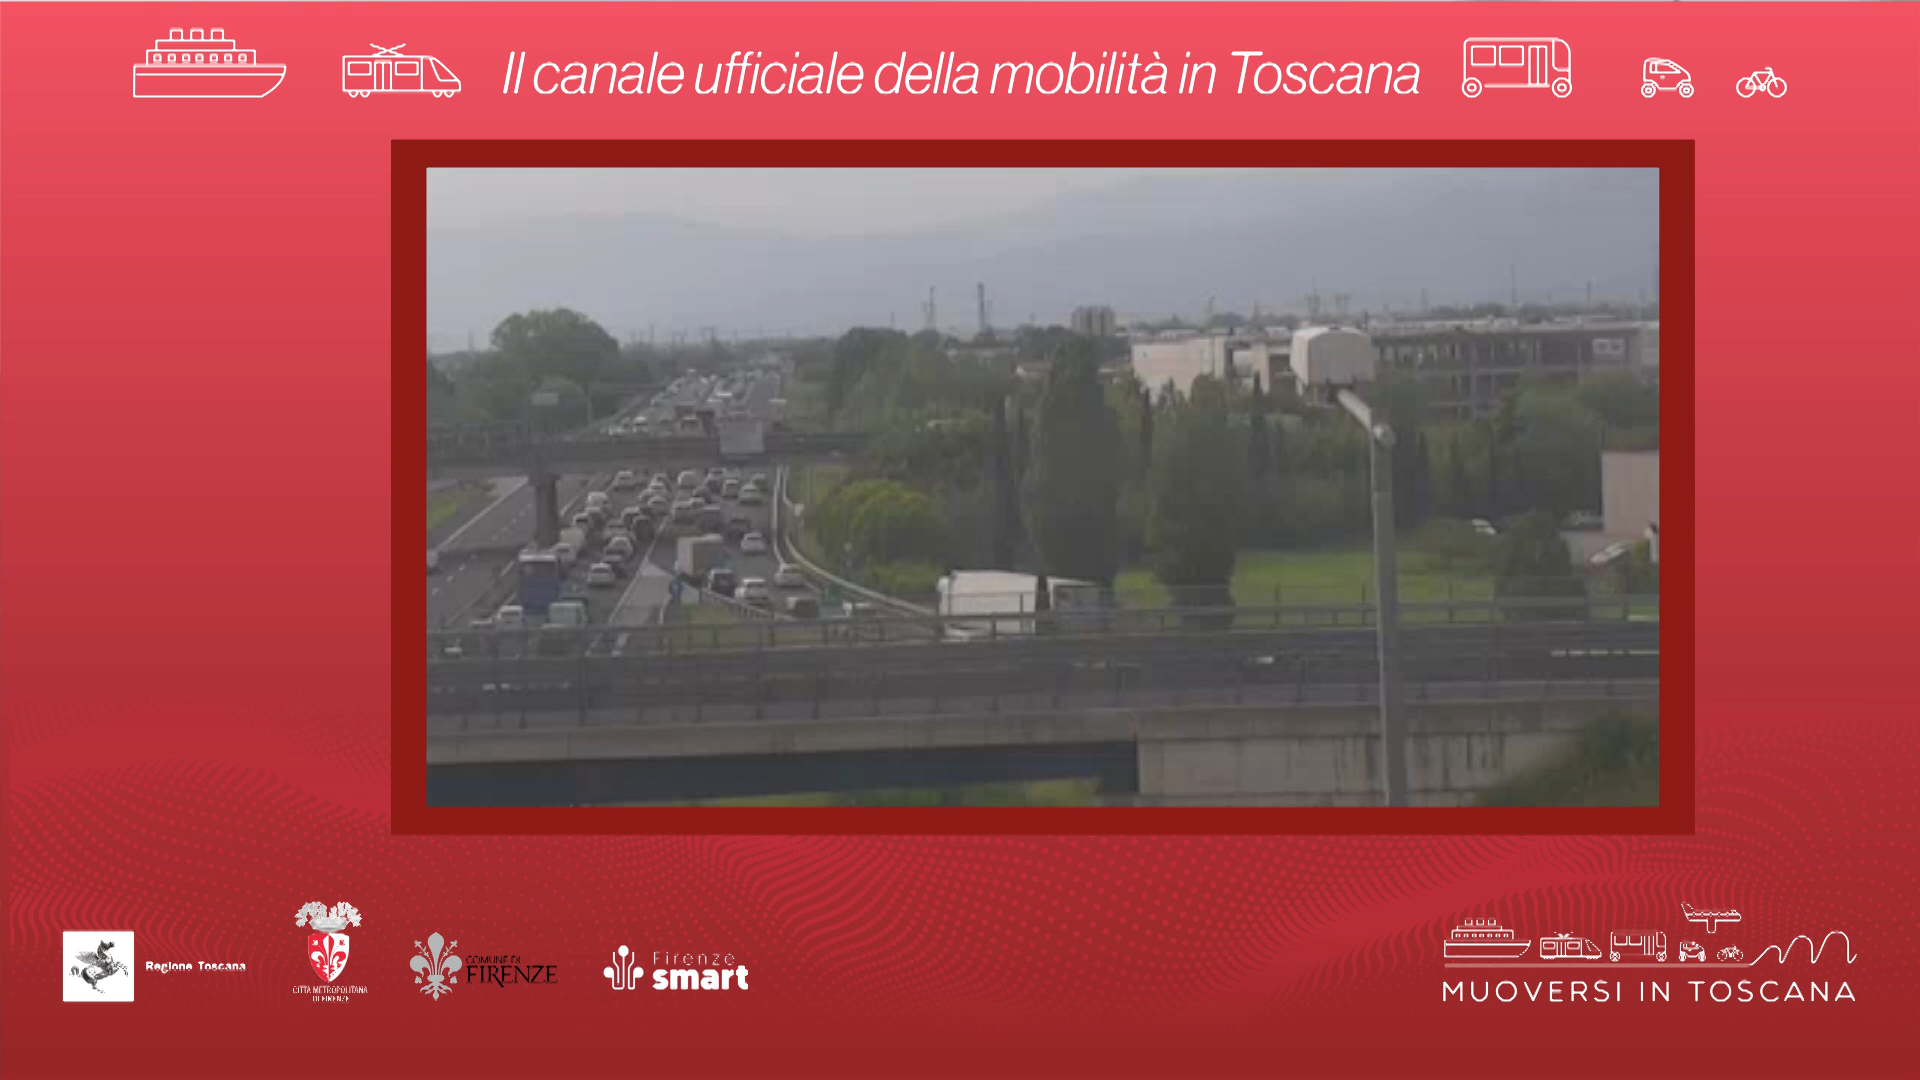 Il canale ufficiale della mobilità in Toscana
Regione Toscana
CITTÀ METROPOLITANA
DI FIRENZE
COMUNE DI
FIRENZE
Firenze
smart
MUOVERSI IN TOSCANA